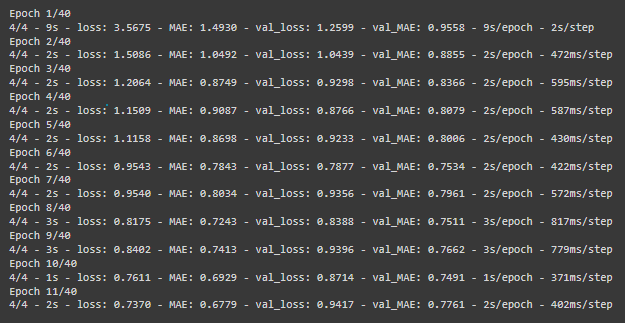 Epoch 1/40
4/4 - 9s - loss: 3.5675 - MAE: 1.4930 - val_loss: 1.2599 - val_MAE: 0.9558 - 9s/epoch - 2s/step
Epoch 2/40
4/4 - 2s - loss: 1.5086 - MAE: 1.0492 - val_loss: 1.0439 - val_MAE: 0.8855 - 2s/epoch - 472ms/step
Epoch 3/40
4/4 - 2s - loss: 1.2064 - MAE: 0.8749 - val_loss: 0.9298 - val_MAE: 0.8366 - 2s/epoch - 595ms/step
Epoch 4/40
4/4 - 2s - loss: 1.1509 - MAE: 0.9087 - val_loss: 0.8766 - val_MAE: 0.8079 - 2s/epoch - 587ms/step
Epoch 5/40
4/4 - 2s - loss: 1.1158 - MAE: 0.8698 - val_loss: 0.9233 - val_MAE: 0.8006 - 2s/epoch - 430ms/step
Epoch 6/40
4/4 - 2s - loss: 0.9543 - MAE: 0.7843 - val_loss: 0.7877 - val_MAE: 0.7534 - 2s/epoch - 422ms/step
Epoch 7/40
4/4 - 2s - loss: 0.9540 - MAE: 0.8034 - val_loss: 0.9356 - val_MAE: 0.7961 - 2s/epoch - 572ms/step
Epoch 8/40
4/4 - 3s - loss: 0.8175 - MAE: 0.7243 - val_loss: 0.8388 - val_MAE: 0.7511 - 3s/epoch - 817ms/step
Epoch 9/40
4/4 - 3s - loss: 0.8402 - MAE: 0.7413 - val_loss: 0.9396 - val_MAE: 0.7662 - 3s/epoch - 779ms/step
Epoch 10/40
4/4 - 1s - loss: 0.7611 - MAE: 0.6929 - val_loss: 0.8714 - val_MAE: 0.7491 - 1s/epoch - 371ms/step
Epoch 11/40
4/4 - 2s - loss: 0.7370 - MAE: 0.6779 - val_loss: 0.9417 - val_MAE: 0.7761 - 2s/epoch - 402ms/step